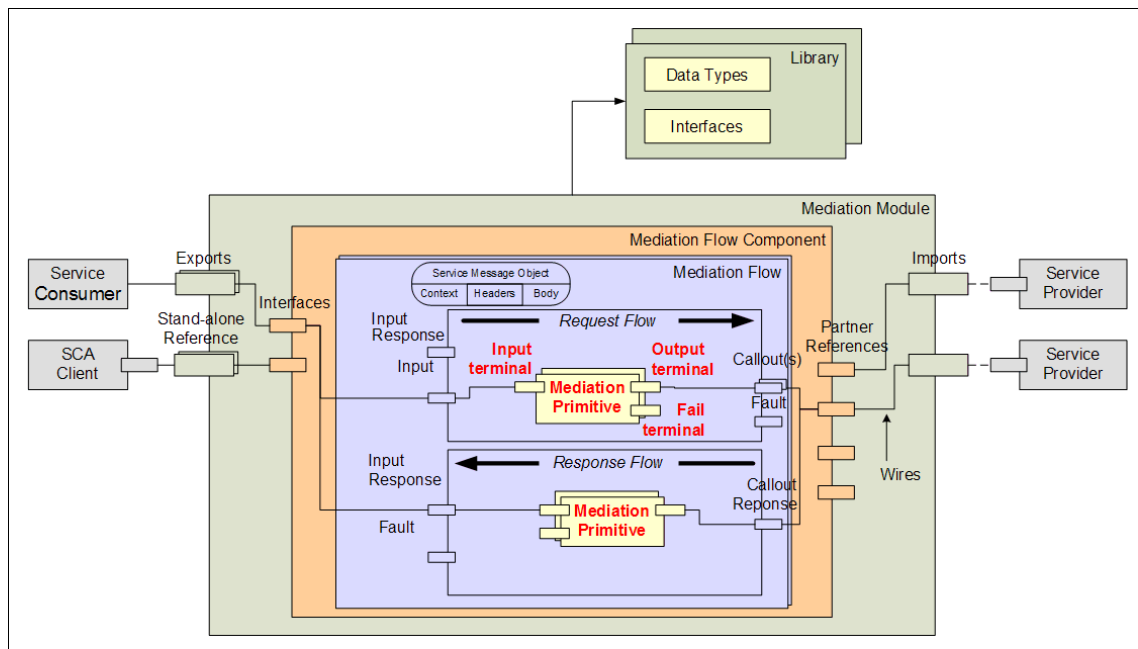 Library
Data Types
Interfaces
Mediation Module
Mediation Flow Component
Exports
Imports
Service
Consumer
Service Message Object
Mediation Flow
Context
Headers
Body
Service
Provider
Interfaces
Stand-alone
Reference
Input
Response
Request Flow
Partner
References
SCA
Client
Input
Input
terminal
Output
terminal
Callout(s)
Service
Provider
Mediation
Primitive
Fault
Fail
terminal
Input
Response
Response Flow
Wires
Callout
Reponse
Fault
Mediation
Primitive